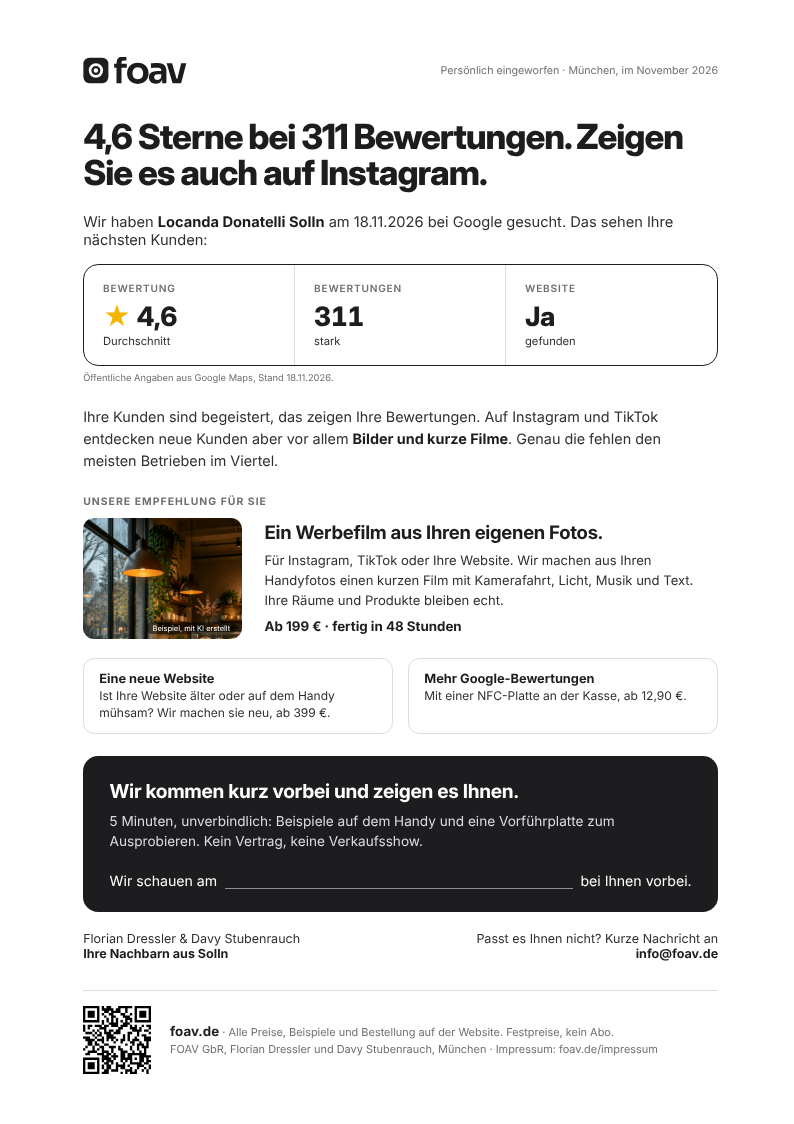 foav
Persönlich eingeworfen · München, im November 2026
4,6 Sterne bei 311 Bewertungen. Zeigen
Sie es auch auf Instagram.
Wir haben Locanda Donatelli Solln am 18.11.2026 bei Google gesucht. Das sehen Ihre
nächsten Kunden:
BEWERTUNG
★ 4,6
Durchschnitt
BEWERTUNGEN
311
stark
WEBSITE
Ja
gefunden
Öffentliche Angaben aus Google Maps, Stand 18.11.2026.
Ihre Kunden sind begeistert, das zeigen Ihre Bewertungen. Auf Instagram und TikTok
entdecken neue Kunden aber vor allem Bilder und kurze Filme. Genau die fehlen den
meisten Betrieben im Viertel.
UNSERE EMPFEHLUNG FÜR SIE
Beispiel, mit KI erstellt
Ein Werbefilm aus Ihren eigenen Fotos.
Für Instagram, TikTok oder Ihre Website. Wir machen aus Ihren
Handyfotos einen kurzen Film mit Kamerafahrt, Licht, Musik und Text.
Ihre Räume und Produkte bleiben echt.
Ab 199 € · fertig in 48 Stunden
Eine neue Website
Ist Ihre Website älter oder auf dem Handy
mühsam? Wir machen sie neu, ab 399 €.
Mehr Google-Bewertungen
Mit einer NFC-Platte an der Kasse, ab 12,90 €.
Wir kommen kurz vorbei und zeigen es Ihnen.
5 Minuten, unverbindlich: Beispiele auf dem Handy und eine Vorführplatte zum
Ausprobieren. Kein Vertrag, keine Verkaufsshow.
Wir schauen am bei Ihnen vorbei.
Florian Dressler & Davy Stubenrauch
Ihre Nachbarn aus Solln
Passt es Ihnen nicht? Kurze Nachricht an
info@foav.de
foav.de · Alle Preise, Beispiele und Bestellung auf der Website. Festpreise, kein Abo.
FOAV GbR, Florian Dressler und Davy Stubenrauch, München · Impressum: foav.de/impressum